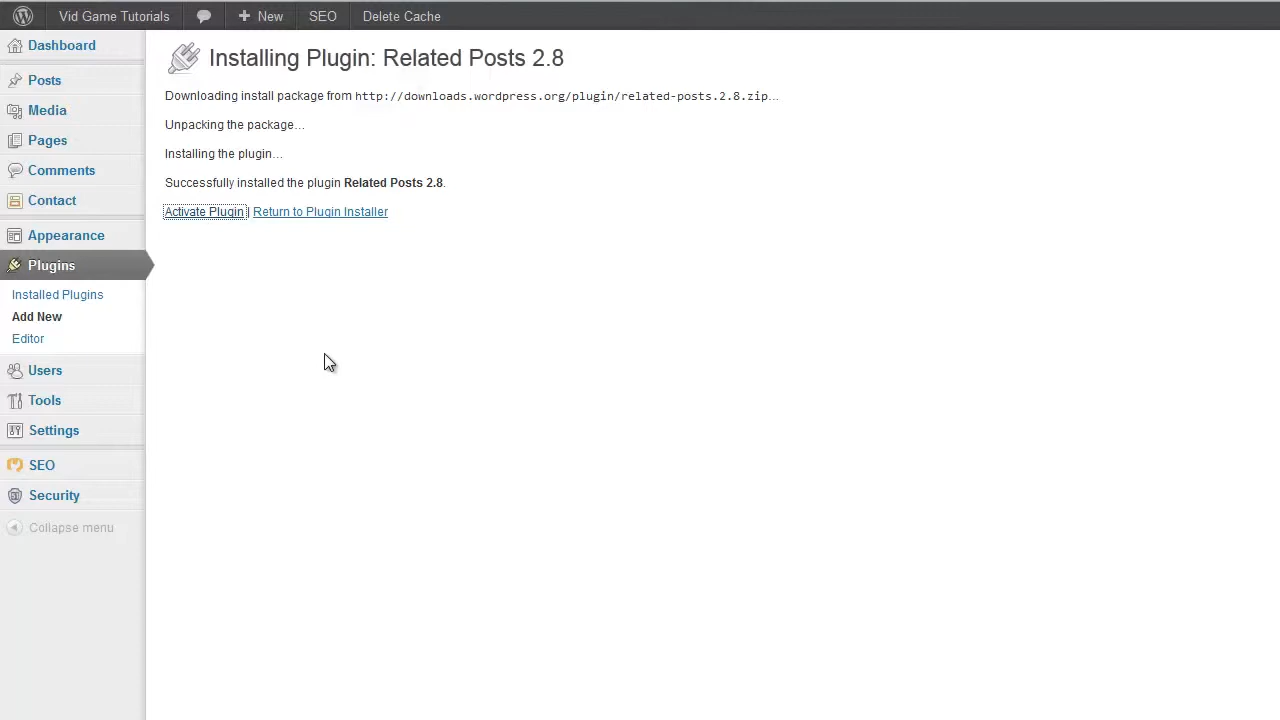 Vid Game Tutorials New SEO Delete Cache
Dashboard
Posts
Media
Pages
Comments
Contact
Appearance
Plugins
Installed Plugins
Add New
Editor
Users
Tools
Settings
SEO
Security
Collapse menu
Installing Plugin: Related Posts 2.8
Downloading install package from http://downloads.wordpress.org/plugin/related-posts.2.8.zip…
Unpacking the package…
Installing the plugin…
Successfully installed the plugin Related Posts 2.8.
Activate Plugin | Return to Plugin Installer